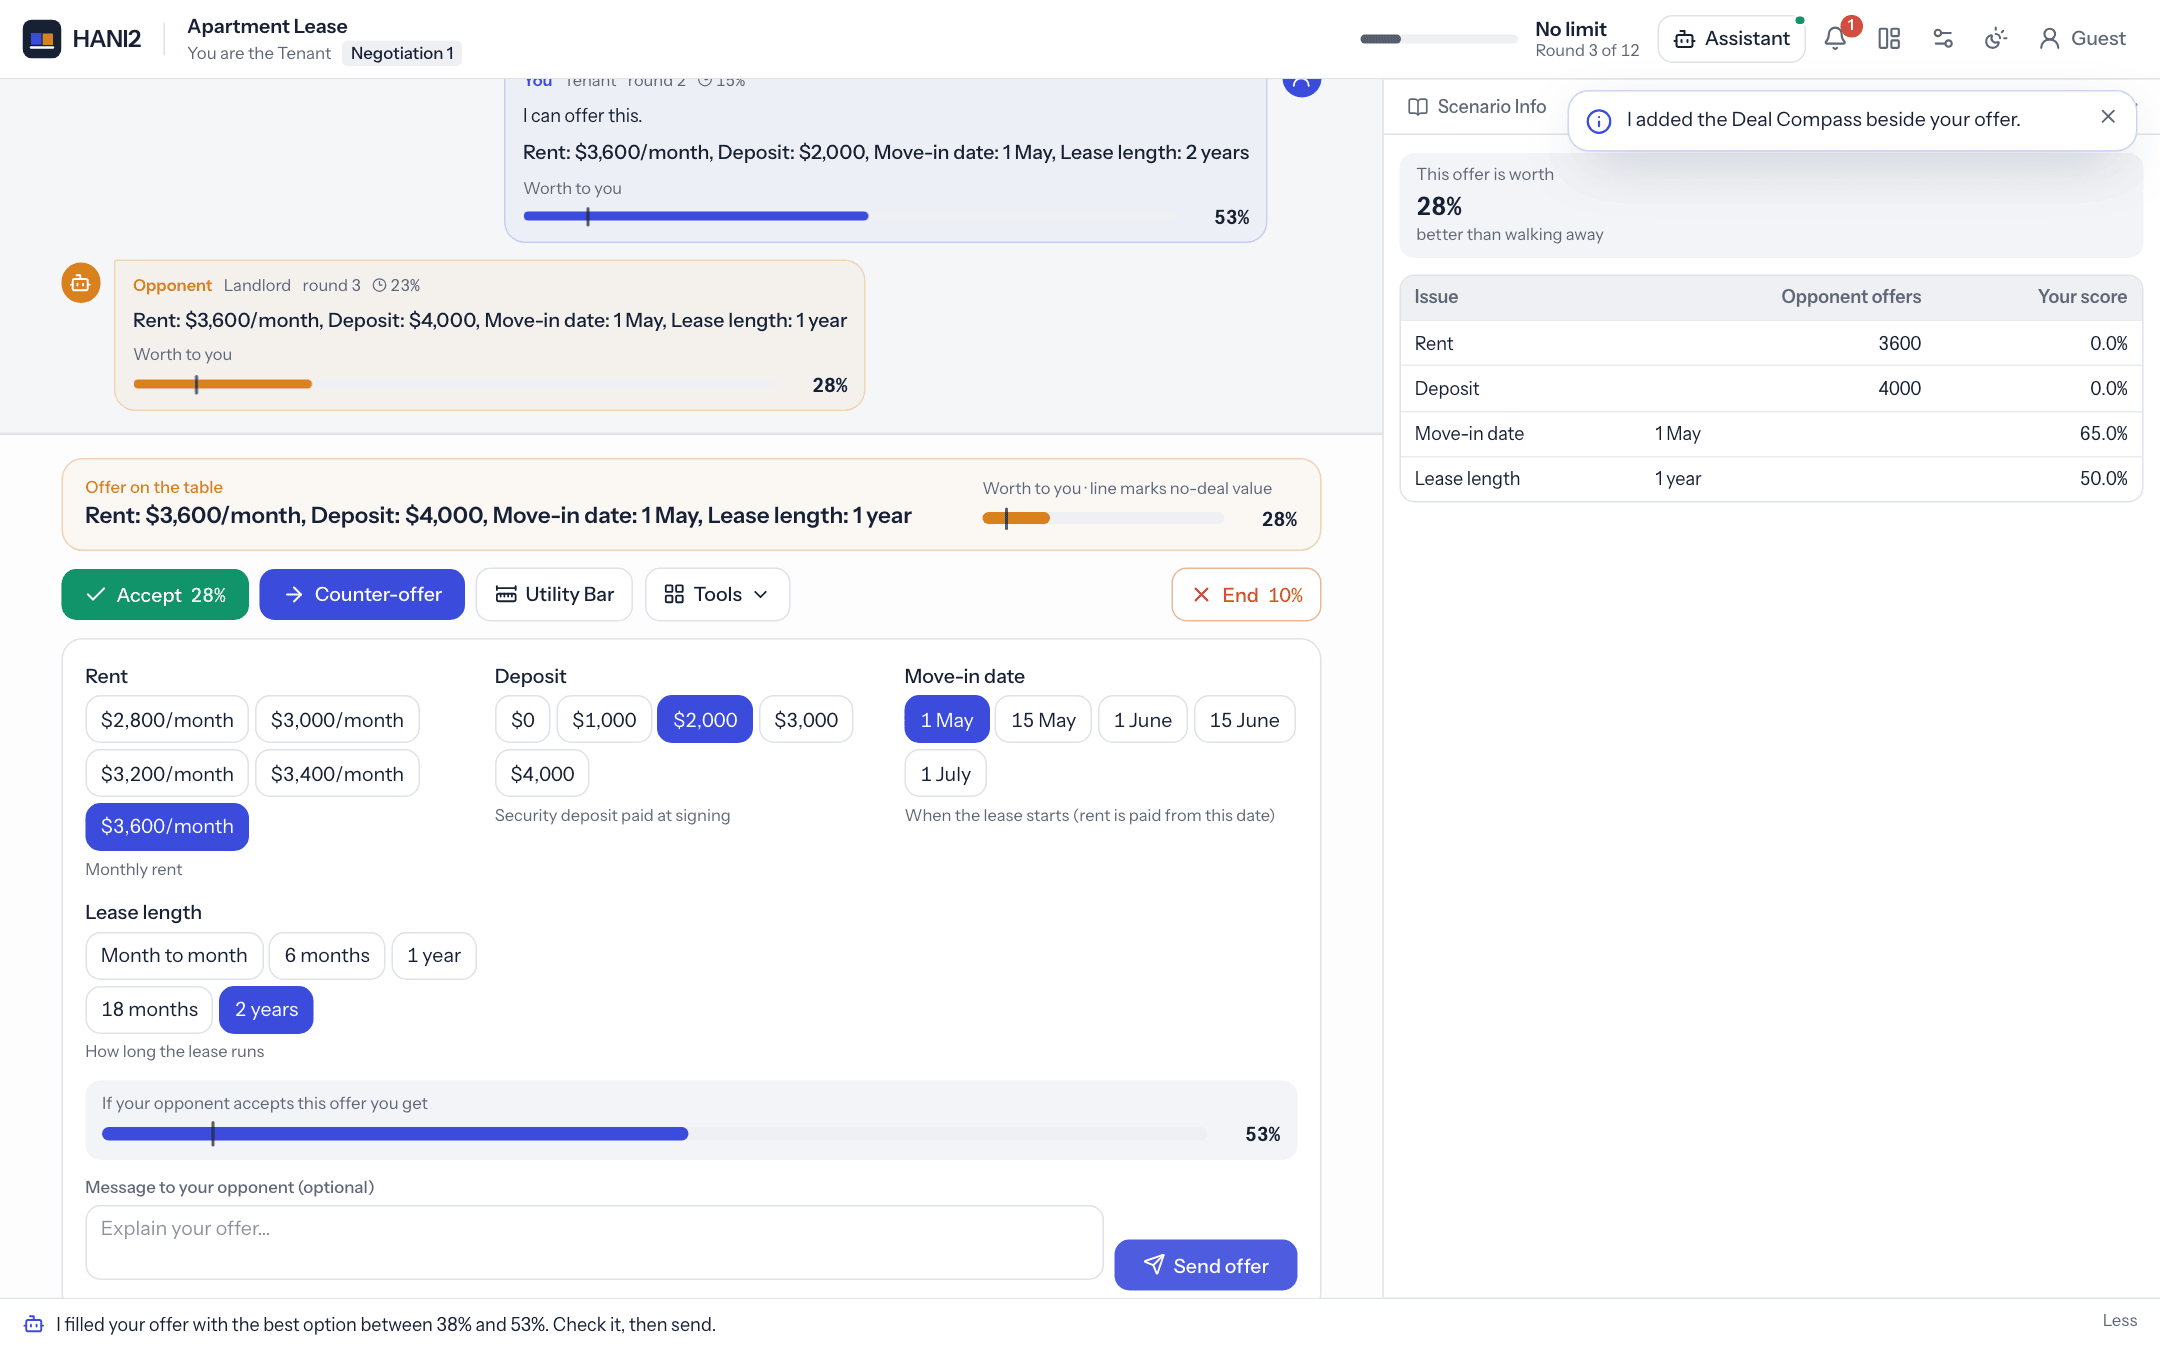 HANI2
Apartment Lease
You are the Tenant Negotiation 1
No limit
Round 3 of 12
Assistant
1
Guest
You Tenant round 2 15%
I can offer this.
Rent: $3,600/month, Deposit: $2,000, Move-in date: 1 May, Lease length: 2 years
Worth to you
53%
Opponent Landlord round 3 23%
Rent: $3,600/month, Deposit: $4,000, Move-in date: 1 May, Lease length: 1 year
Worth to you
28%
Offer on the table
Rent: $3,600/month, Deposit: $4,000, Move-in date: 1 May, Lease length: 1 year
Worth to you · line marks no-deal value
28%
Accept 28%
Counter-offer
Utility Bar
Tools
End 10%
Rent
$2,800/month $3,000/month
$3,200/month $3,400/month
$3,600/month
Monthly rent
Deposit
$0 $1,000 $2,000 $3,000
$4,000
Security deposit paid at signing
Move-in date
1 May 15 May 1 June 15 June
1 July
When the lease starts (rent is paid from this date)
Lease length
Month to month 6 months 1 year
18 months 2 years
How long the lease runs
If your opponent accepts this offer you get
53%
Message to your opponent (optional)
Explain your offer...
Send offer
Scenario Info
I added the Deal Compass beside your offer.
This offer is worth
28%
better than walking away
Issue Opponent offers Your score
Rent 3600 0.0%
Deposit 4000 0.0%
Move-in date 1 May 65.0%
Lease length 1 year 50.0%
I filled your offer with the best option between 38% and 53%. Check it, then send.
Less